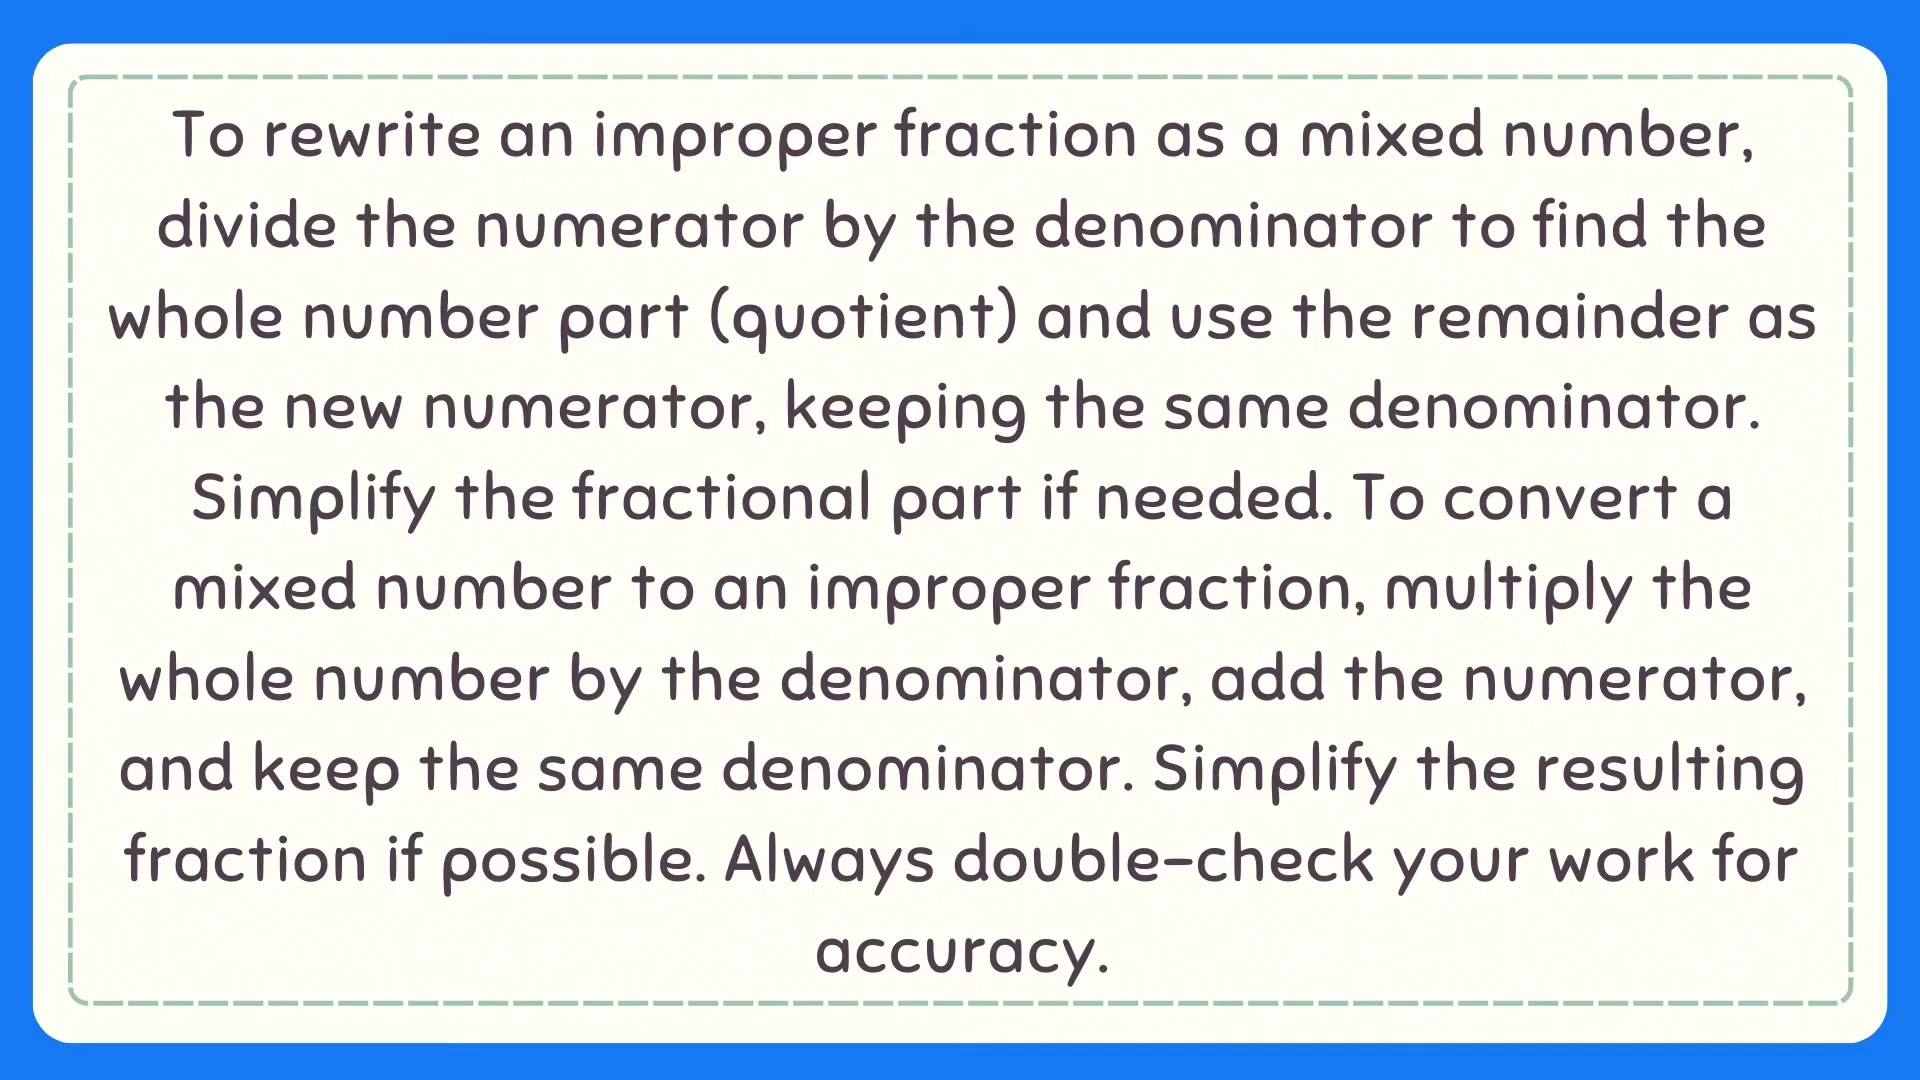 To rewrite an improper fraction as a mixed number,
divide the numerator by the denominator to find the
whole number part (quotient) and use the remainder as
the new numerator, keeping the same denominator.
Simplify the fractional part if needed. To convert a
mixed number to an improper fraction, multiply the
whole number by the denominator, add the numerator,
and keep the same denominator. Simplify the resulting
fraction if possible. Always double-check your work for
accuracy.